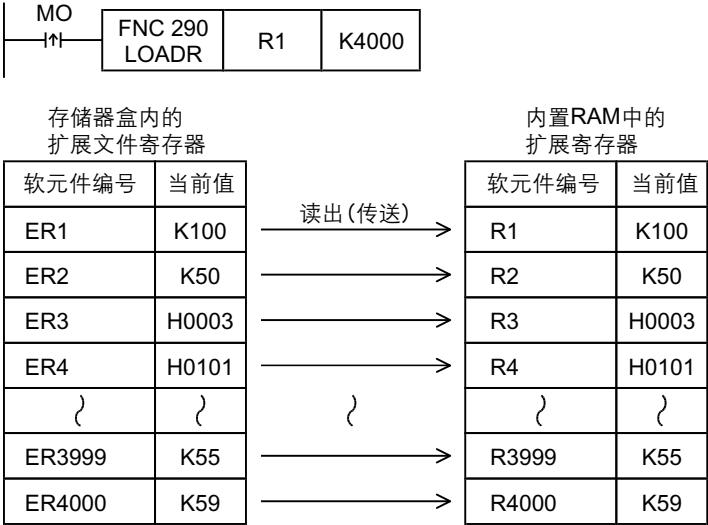 MO
FNC 290 LOADR R1 K4000
存储器盒内的
扩展文件寄存器
内置RAM中的
扩展寄存器
软元件编号 当前值 软元件编号 当前值
ER1 K100 读出(传送) R1 K100
ER2 K50 R2 K50
ER3 H0003 R3 H0003
ER4 H0101 R4 H0101
ER3999 K55 R3999 K55
ER4000 K59 R4000 K59